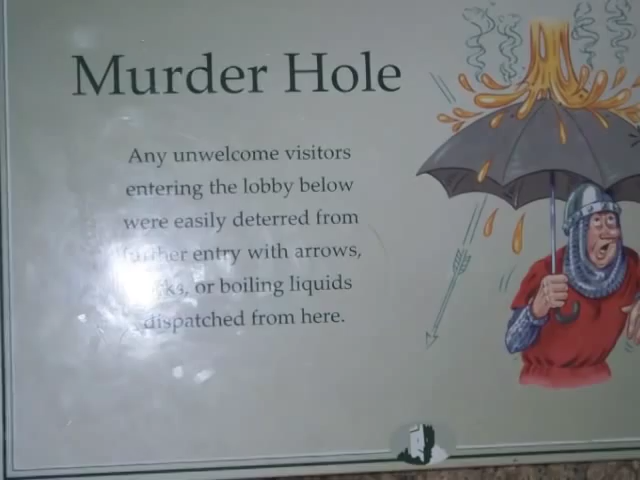 Murder Hole
Any unwelcome visitors
entering the lobby below
were easily deterred from
further entry with arrows,
or boiling liquids
dispatched from here.